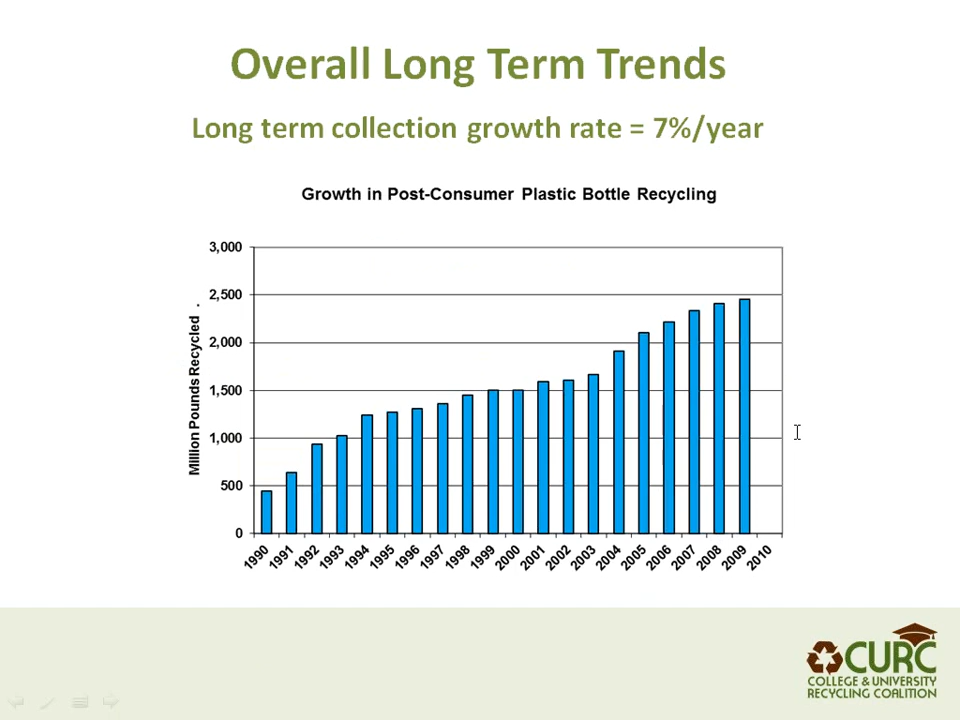 Overall Long Term Trends
Long term collection growth rate = 7%/year
Growth in Post-Consumer Plastic Bottle Recycling
Million Pounds Recycled .
3,000
2,500
2,000
1,500
1,000
500
0
1990 1991 1992 1993 1994 1995 1996 1997 1998 1999 2000 2001 2002 2003 2004 2005 2006 2007 2008 2009 2010
CURC
COLLEGE & UNIVERSITY
RECYCLING COALITION